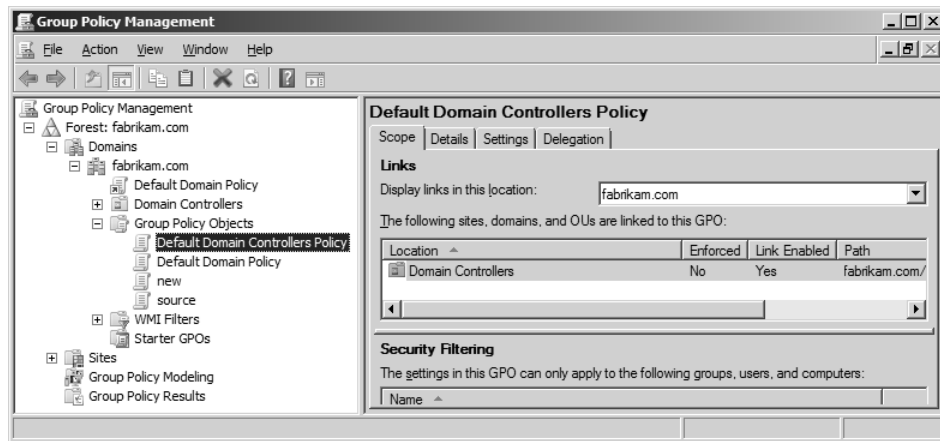 Group Policy Management
File Action View Window Help
Group Policy Management
Forest: fabrikam.com
Domains
fabrikam.com
Default Domain Policy
Domain Controllers
Group Policy Objects
Default Domain Controllers Policy
Default Domain Policy
new
source
WMI Filters
Starter GPOs
Sites
Group Policy Modeling
Group Policy Results
Default Domain Controllers Policy
Scope Details Settings Delegation
Links
Display links in this location: fabrikam.com
The following sites, domains, and OUs are linked to this GPO:
Location Enforced Link Enabled Path
Domain Controllers No Yes fabrikam.com/
Security Filtering
The settings in this GPO can only apply to the following groups, users, and computers:
Name